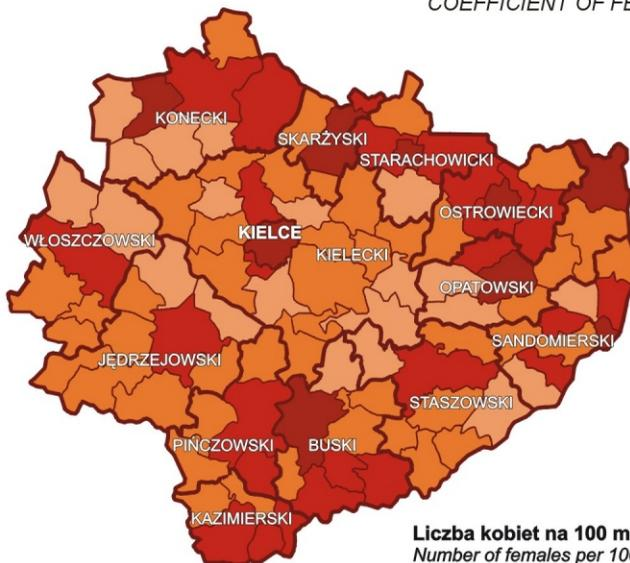 COEFFICIENT OF FE
KONECKI
SKARŻYSKI
STARACHOWICKI
OSTROWIECKI
KIELCE
WŁOSZCZOWSKI
KIELECKI
OPATOWSKI
SANDOMIERSKI
JĘDRZEJOWSKI
STASZOWSKI
PIŃCZOWSKI
BUSKI
KAZIMIERSKI
Liczba kobiet na 100 m
Number of females per 100